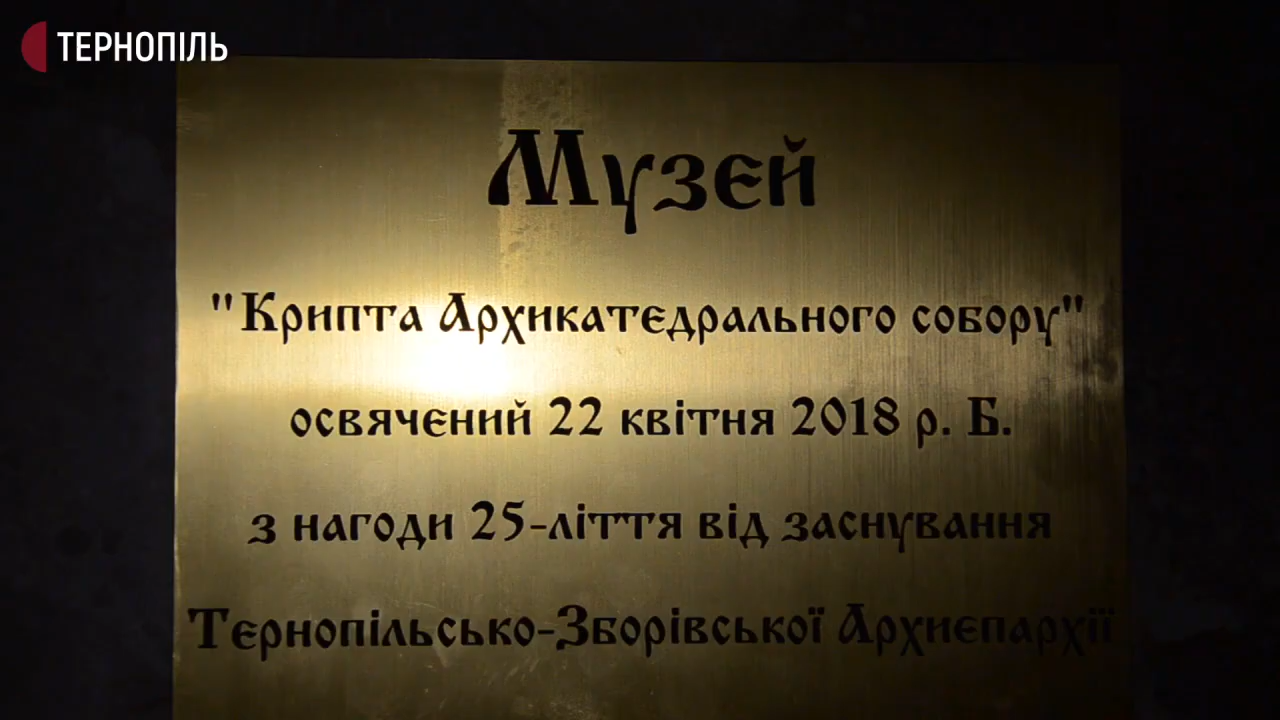 ТЕРНОПІЛЬ
Музей
"Крипта Архикатедрального собору"
освячений 22 квітня 2018 р. Б.
з нагоди 25-ліття від заснування
Тернопільсько-Зборівської Архиєпархії